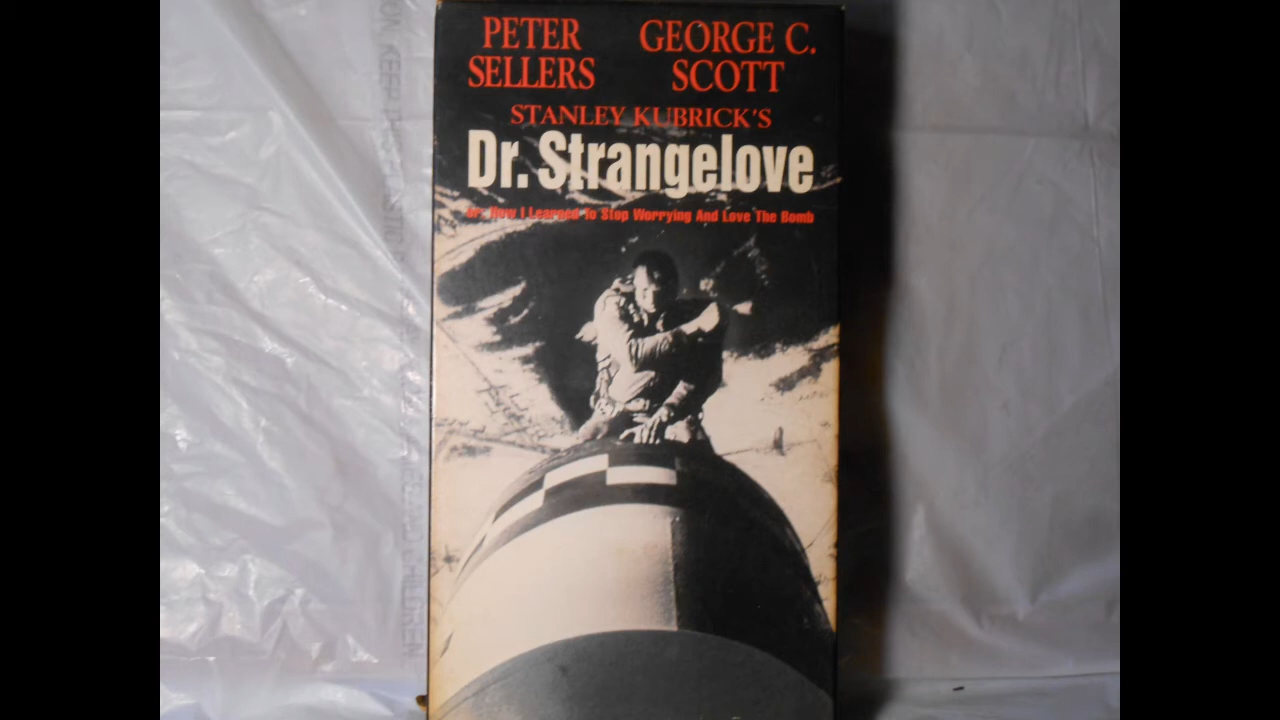 PETER
SELLERS
GEORGE C.
SCOTT
STANLEY KUBRICK'S
Dr. Strangelove
or: How I Learned To Stop Worrying And Love The Bomb